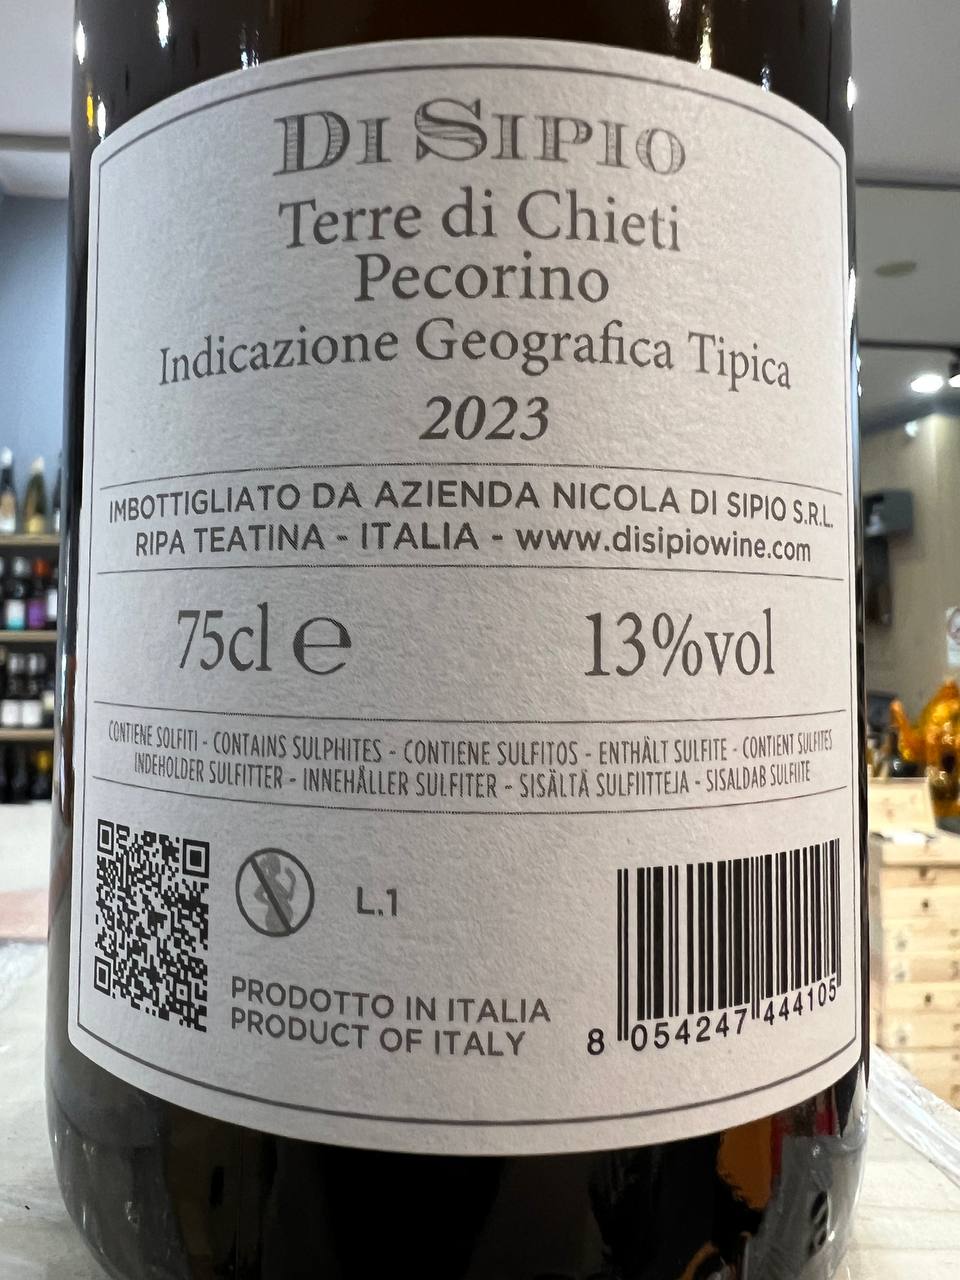 DI SIPIO
Terre di Chieti
Pecorino
Indicazione Geografica Tipica
2023
IMBOTTIGLIATO DA AZIENDA NICOLA DI SIPIO S.R.L.
RIPA TEATINA - ITALIA - www.disipiowine.com
75cl e
13%vol
CONTIENE SOLFITI - CONTAINS SULPHITES - CONTIENE SULFITOS - ENTHÄLT SULFITE - CONTIENT SULFITES
INDEHOLDER SULFITTER - INNEHÅLLER SULFITER - SISÄLTÄ SULFIITTEJA - SISALDAB SULFIITE
L.1
PRODOTTO IN ITALIA
PRODUCT OF ITALY
8 054247 444105